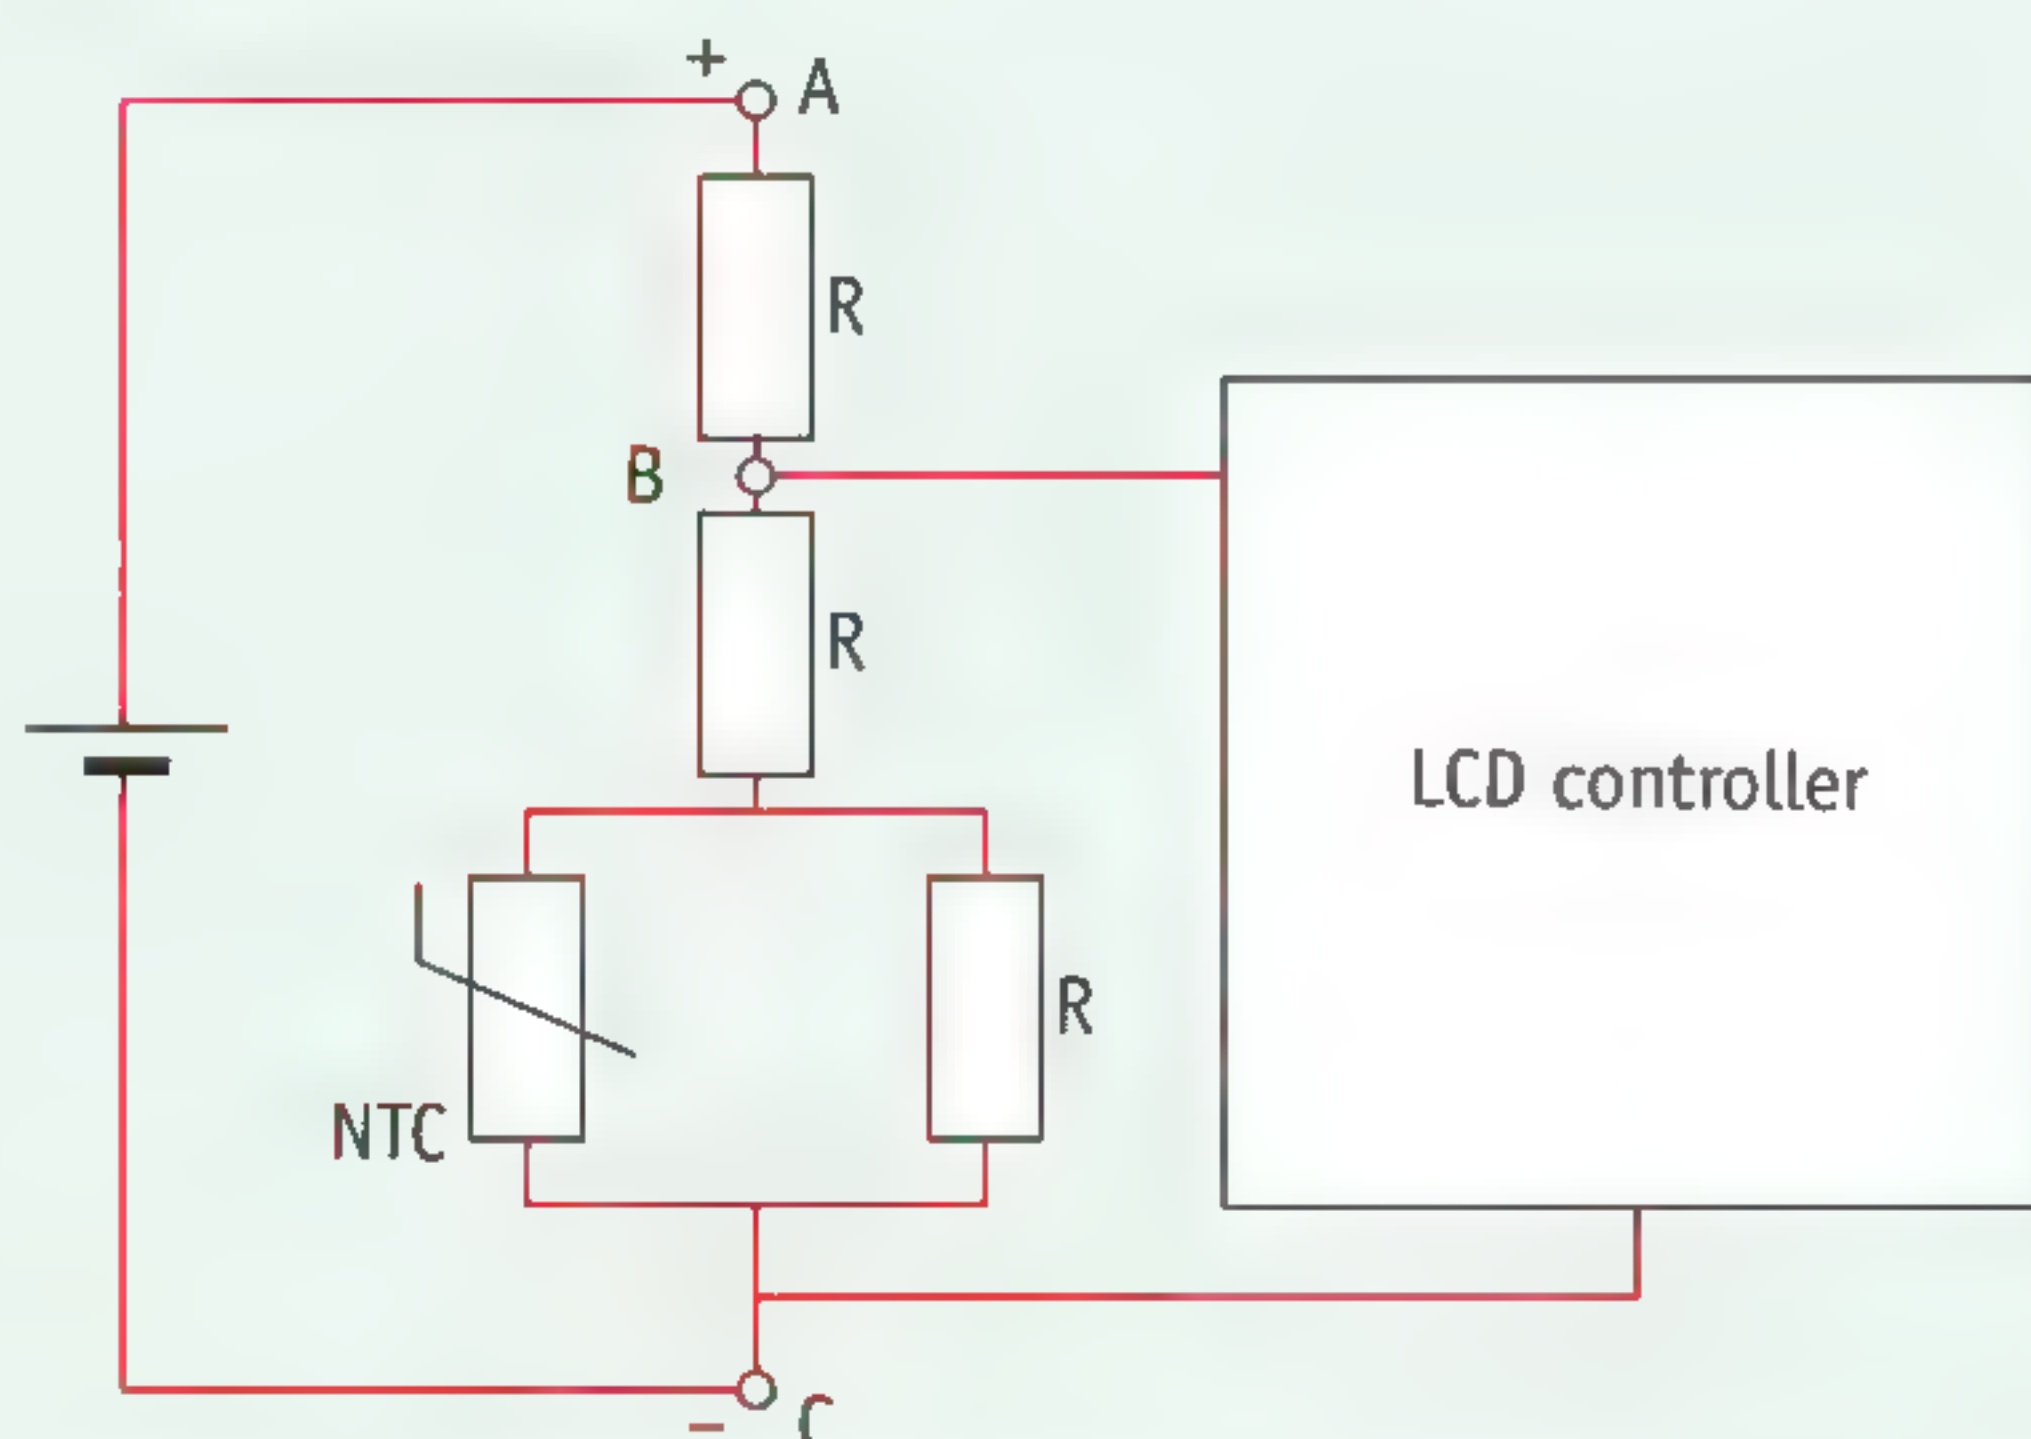 + A
R
B
R
LCD controller
R
NTC
− C